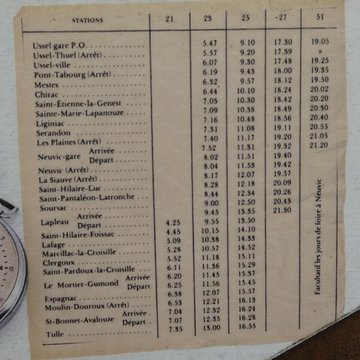 STATIONS 21 23 25 27 51
Ussel gare P.O. 5.47 9.10 17.30 19.05
Ussel-Thuel (Arrêt) 5.57 9.20 17.39 »
Ussel-ville 6.07 9.30 17.48 19.25
Pont-Tabourg (Arrêt) 6.19 9.43 18.00 19.35
Mestes 6.32 9.57 18.12 19.50
Chirac 6.44 10.10 18.24 20.02
Saint-Étienne-la-Genest 7.03 10.30 18.42 20.20
Sainte-Marie-Lapanouze 7.09 10.38 18.49 20.30
Liginiac 7.16 10.48 18.56 20.40
Serandon 7.31 11.08 19.11 20.55
Les Plaines (Arrêt) 7.40 11.17 19.20 21.05
Neuvic-gare Arrivée 7.52 11.31 19.32 21.20
Départ 8.02 11.51 19.40
Neuvic (Arrêt) 8.04 11.53 19.42
La Siauve (Arrêt) 8.17 12.07 19.57
Saint-Hilaire-Luc 8.28 12.18 20.09
Saint-Pantaléon-Latronche 8.44 12.34 20.26
Soursac 9.00 12.50 20.43
Lapleau Arrivée 9.45 13.35 21.30
Départ 4.25 9.55 13.50
Saint-Hilaire-Foissac 4.45 10.15 14.10
Lafage 5.09 10.38 14.33
Marcillac-la-Croisille 5.28 10.57 14.52
Clergoux 5.52 11.18 15.11
Saint-Pardoux-la-Croisille 6.11 11.36 15.29
Le Mortier-Gumond Arrivée 6.20 11.45 15.37
Départ 6.25 11.56 15.45
Espagnac 6.38 12.07 15.57
Moulin-Douroux (Arrêt) 6.53 12.21 16.13
St-Bonnet-Avalouze Arrivée 7.04 12.32 16.24
Départ 7.07 12.35 16.28
Tulle 7.35 13.00 16.55
Facultatif les jours de foire à Neuvic